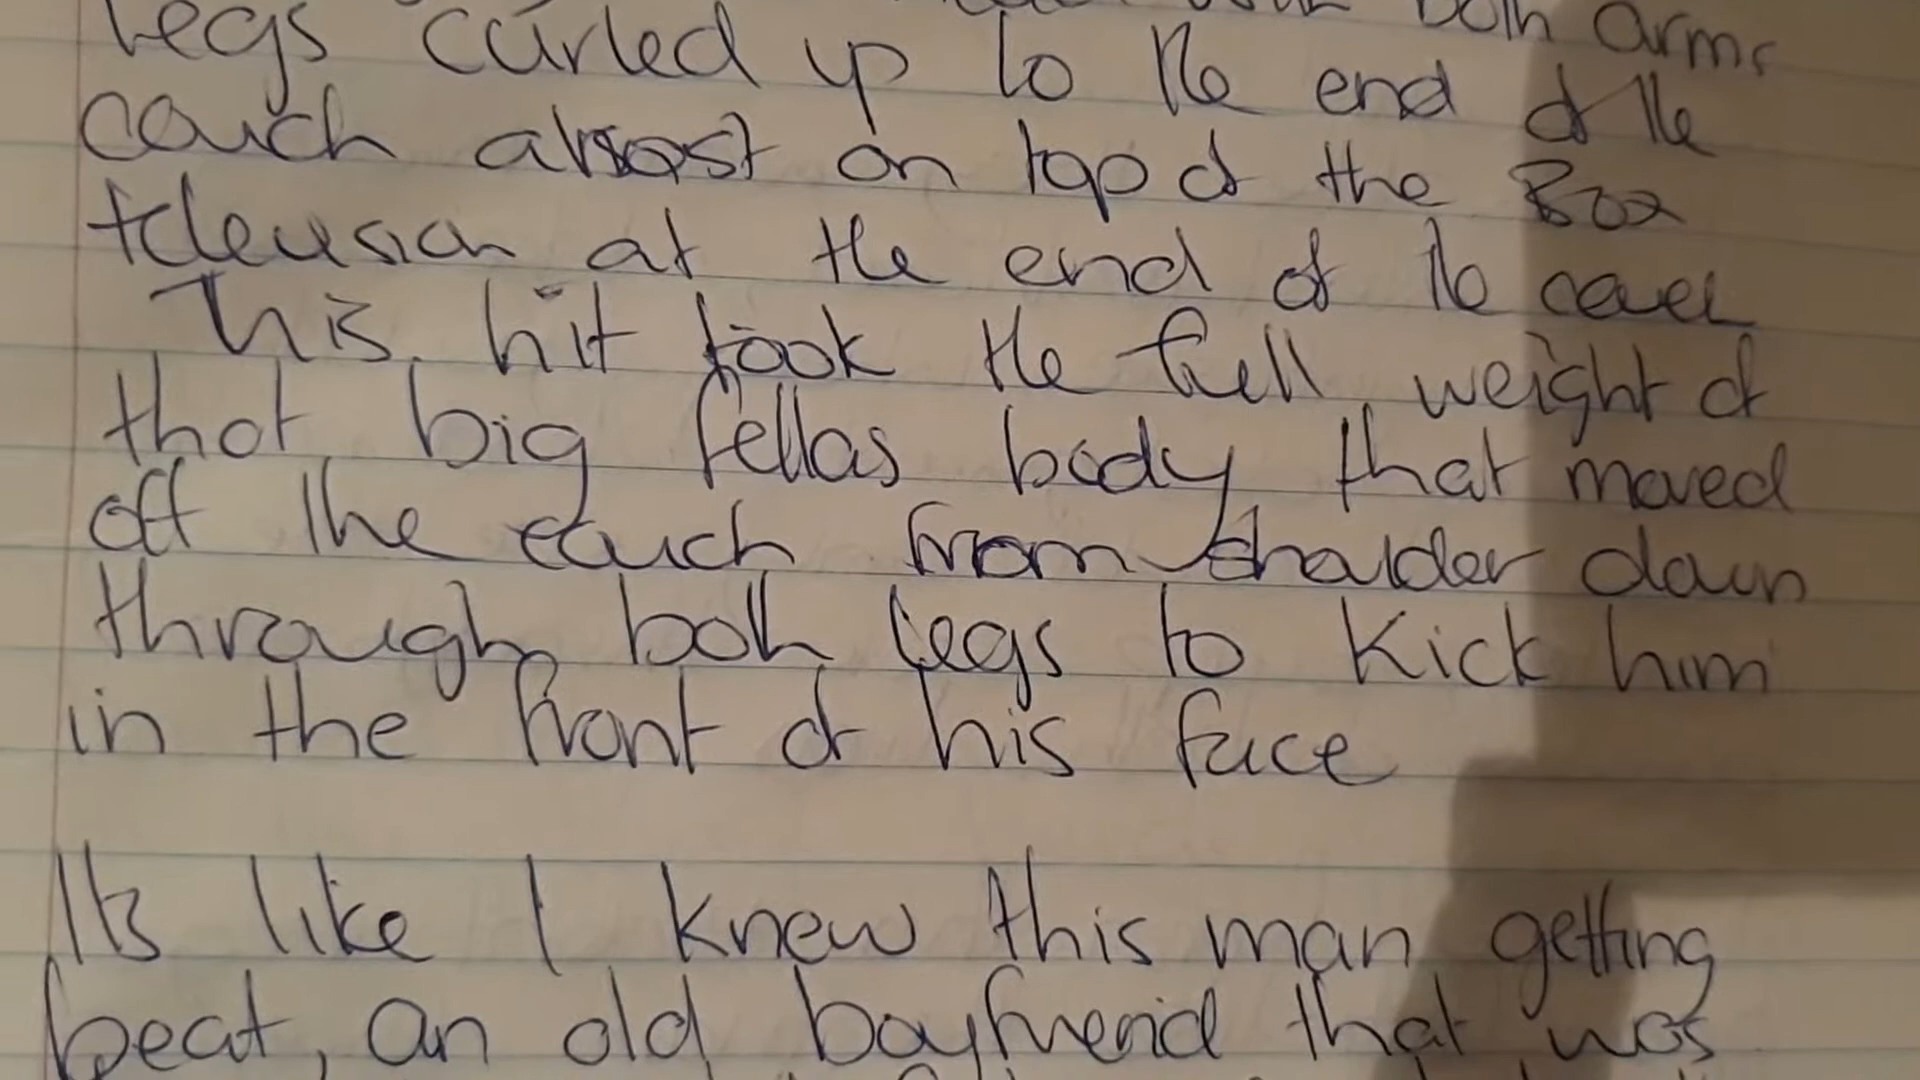 both arms
legs curled up to the end of the
couch almost on top of the Box
television at the end of the couch
This hit took the full weight of
that big fellas body that moved
off the couch from shoulder down
through both legs to Kick him
in the front of his face
Its like I knew this man getting
beat, an old boyfriend that was